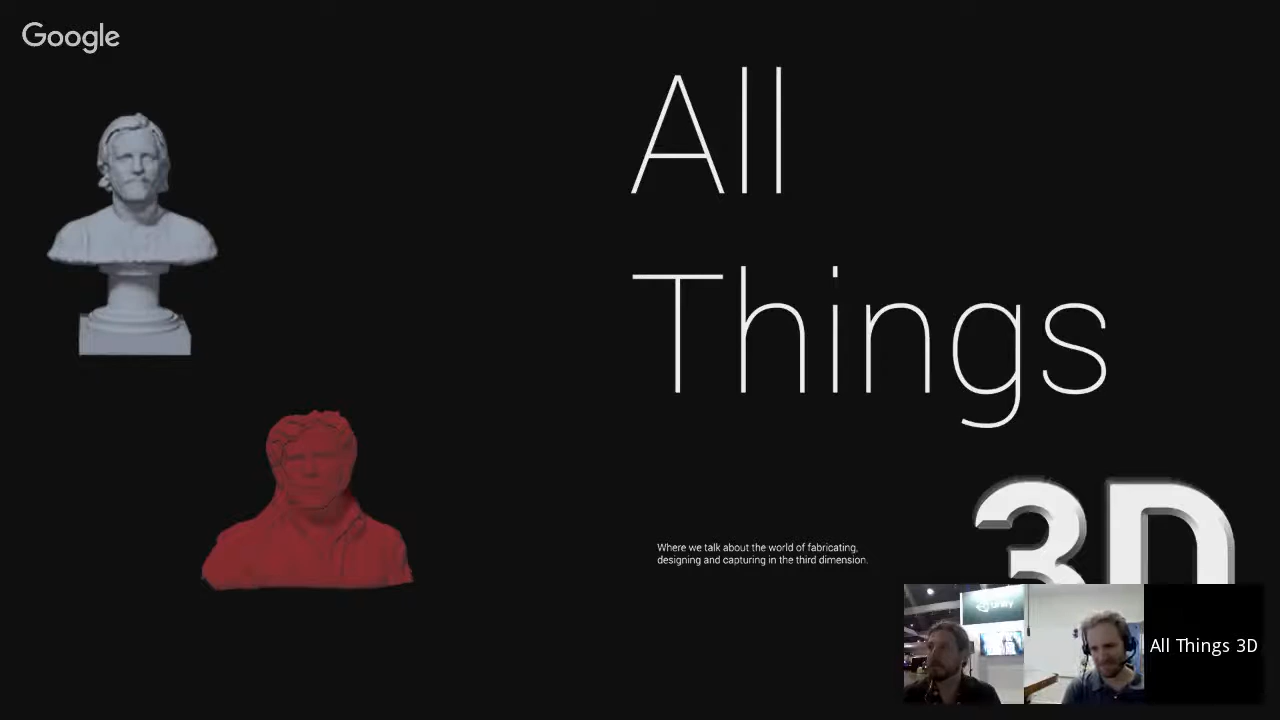 Google
All
Things
3D
Where we talk about the world of fabricating,
designing and capturing in the third dimension.
All Things 3D